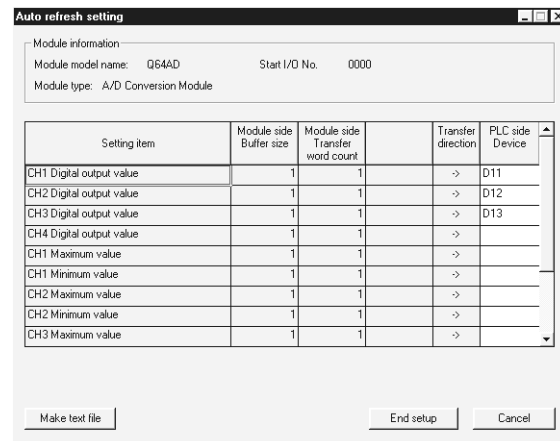 Auto refresh setting
Module information
Module model name: Q64AD Start I/O No. 0000
Module type: A/D Conversion Module
Setting item Module side Buffer size Module side Transfer word count Transfer direction PLC side Device
CH1 Digital output value 1 1 -> D11
CH2 Digital output value 1 1 -> D12
CH3 Digital output value 1 1 -> D13
CH4 Digital output value 1 1 ->
CH1 Maximum value 1 1 ->
CH1 Minimum value 1 1 ->
CH2 Maximum value 1 1 ->
CH2 Minimum value 1 1 ->
CH3 Maximum value 1 1 ->
Make text file End setup Cancel